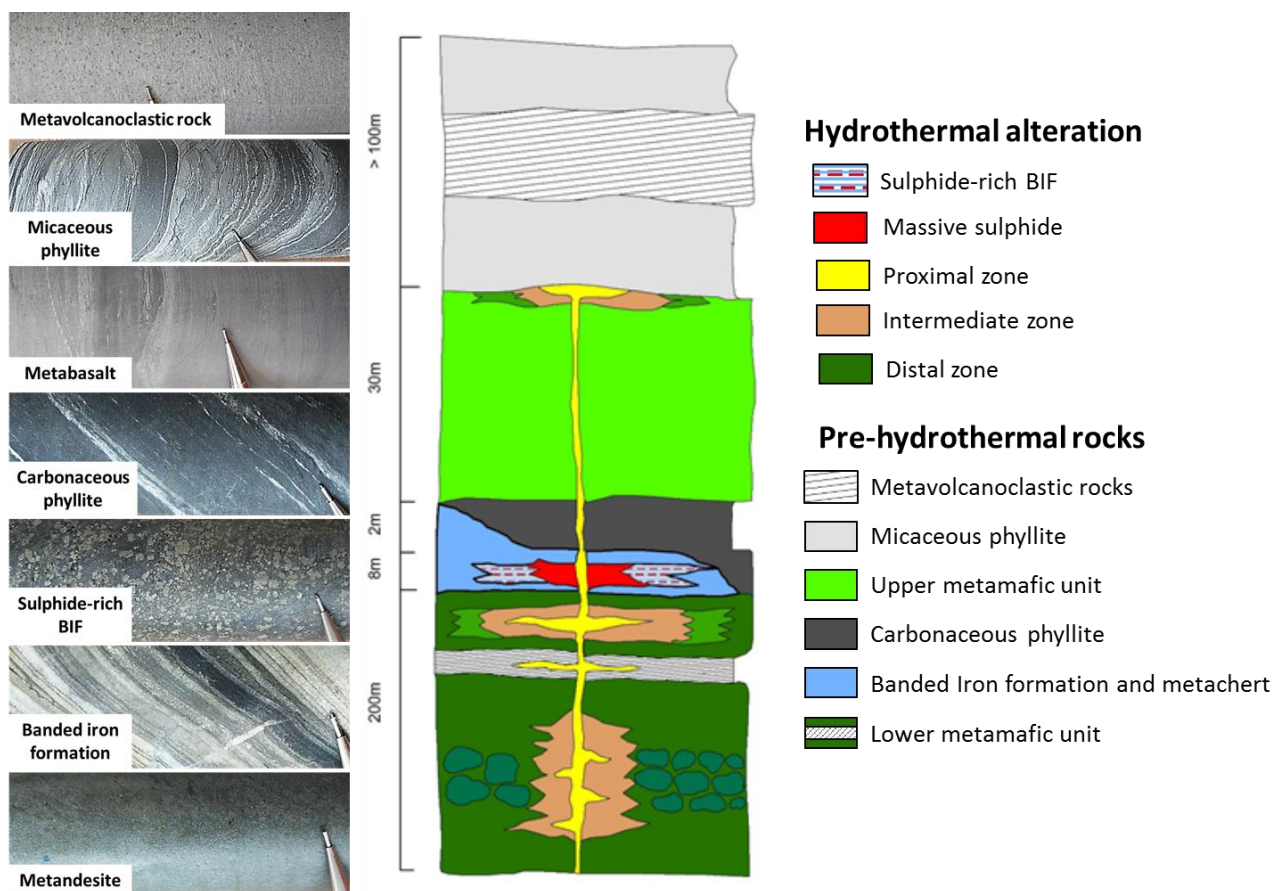 Metavolcanoclastic rock
Micaceous
phyllite
Metabasalt
Carbonaceous
phyllite
Sulphide-rich
BIF
Banded iron
formation
Metandesite
> 100m
30m
2m
8m
200m
Hydrothermal alteration
Sulphide-rich BIF
Massive sulphide
Proximal zone
Intermediate zone
Distal zone
Pre-hydrothermal rocks
Metavolcanoclastic rocks
Micaceous phyllite
Upper metamafic unit
Carbonaceous phyllite
Banded Iron formation and metachert
Lower metamafic unit